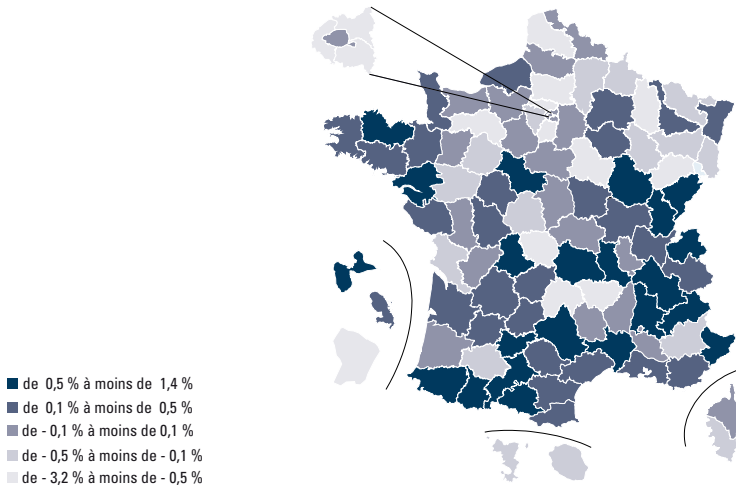 de 0,5 % à moins de 1,4 %
de 0,1 % à moins de 0,5 %
de - 0,1 % à moins de 0,1 %
de - 0,5 % à moins de - 0,1 %
de - 3,2 % à moins de - 0,5 %